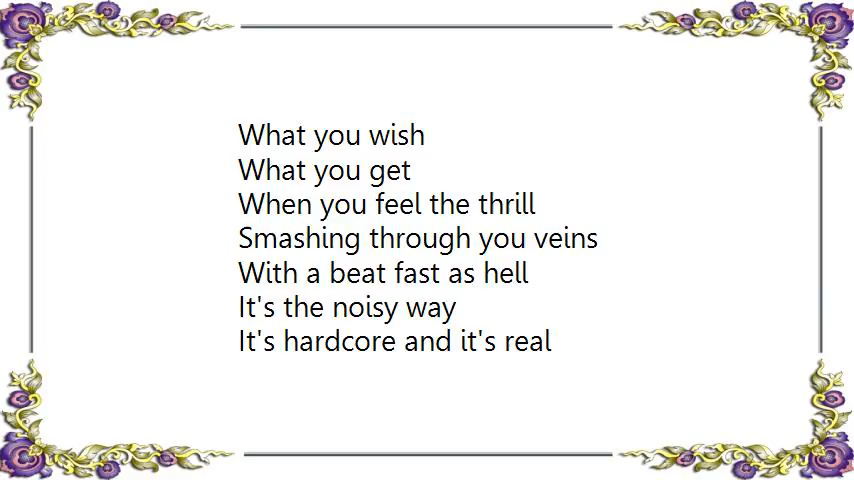 What you wish
What you get
When you feel the thrill
Smashing through you veins
With a beat fast as hell
It's the noisy way
It's hardcore and it's real